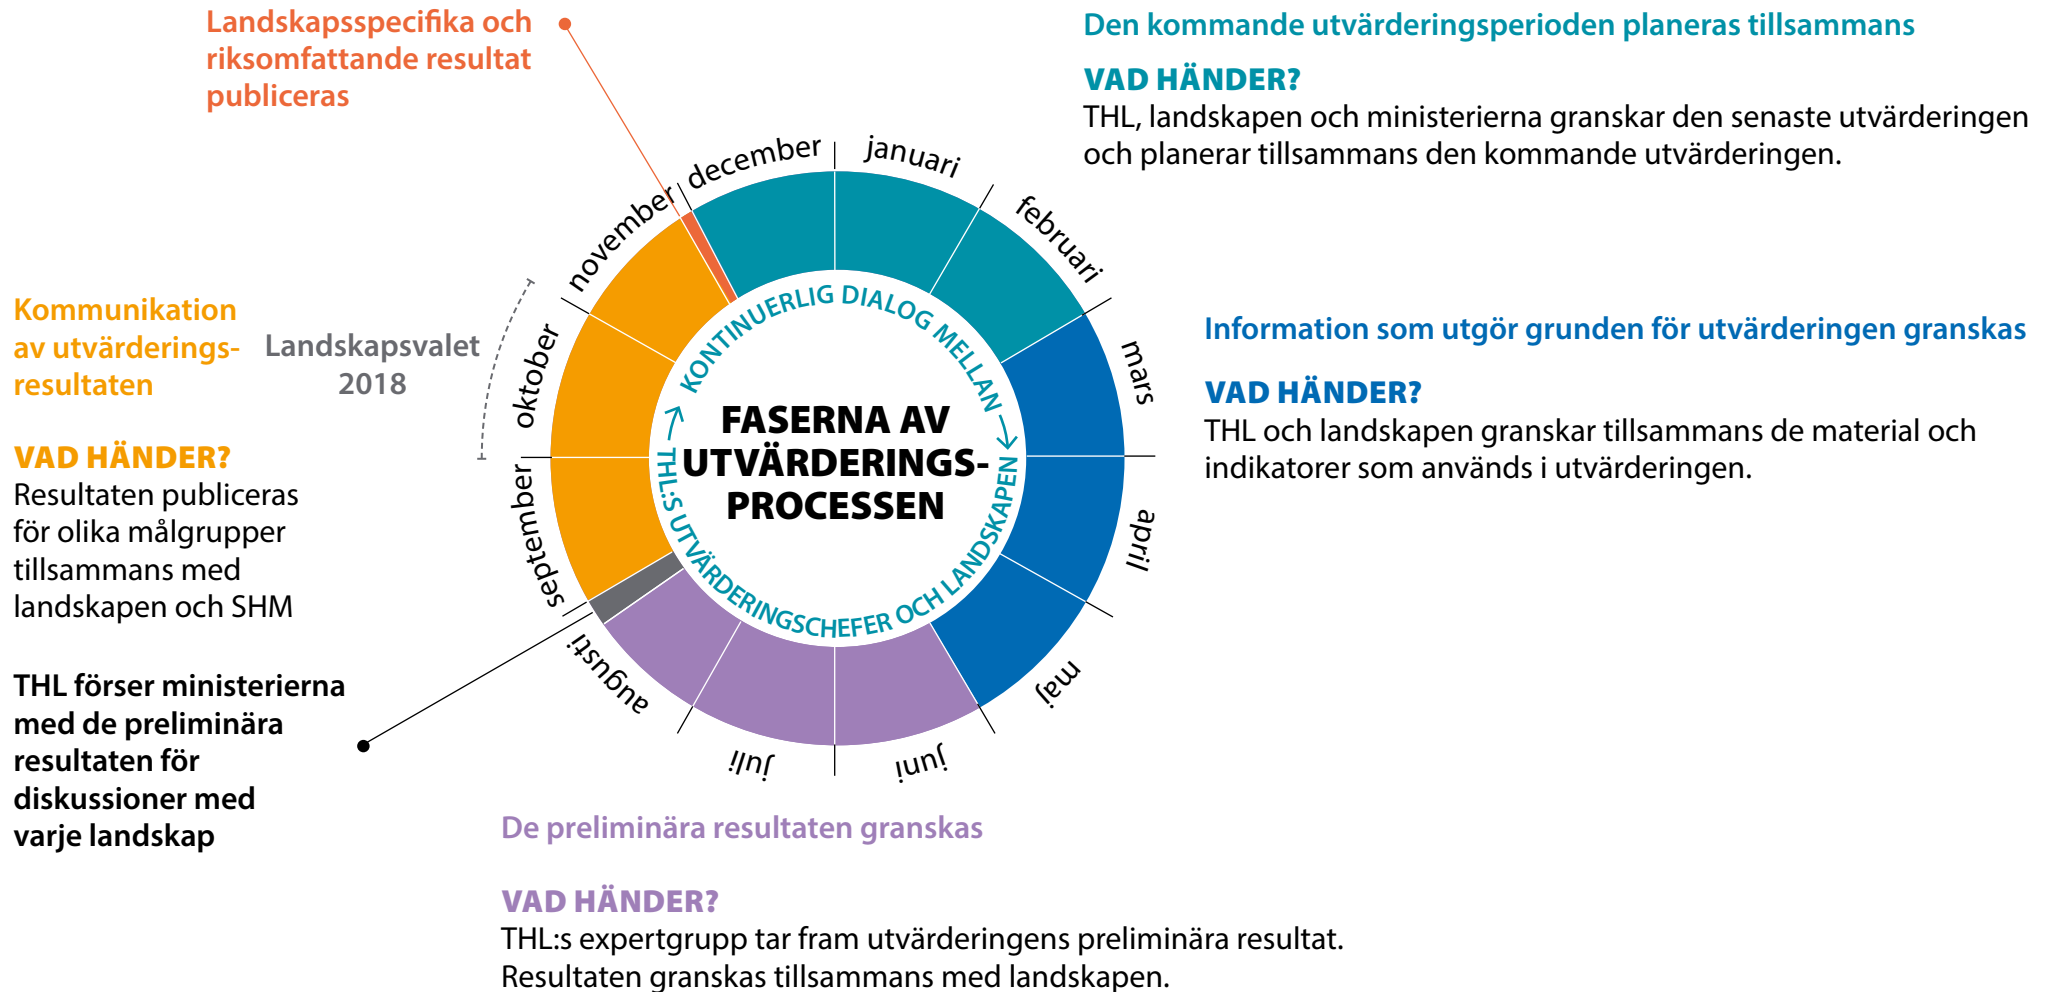 Landskapsspecifika och
riksomfattande resultat
publiceras
Den kommande utvärderingsperioden planeras tillsammans
VAD HÄNDER?
THL, landskapen och ministerierna granskar den senaste utvärderingen
och planerar tillsammans den kommande utvärderingen.
januari
februari
mars
april
maj
juni
juli
augusti
september
oktober
november
december
KONTINUERLIG DIALOG MELLAN
THL:S UTVÄRDERINGSCHEFER OCH LANDSKAPEN
FASERNA AV
UTVÄRDERINGS-
PROCESSEN
Information som utgör grunden för utvärderingen granskas
VAD HÄNDER?
THL och landskapen granskar tillsammans de material och
indikatorer som används i utvärderingen.
Kommunikation
av utvärderings-
resultaten
Landskapsvalet
2018
VAD HÄNDER?
Resultaten publiceras
för olika målgrupper
tillsammans med
landskapen och SHM
THL förser ministerierna
med de preliminära
resultaten för
diskussioner med
varje landskap
De preliminära resultaten granskas
VAD HÄNDER?
THL:s expertgrupp tar fram utvärderingens preliminära resultat.
Resultaten granskas tillsammans med landskapen.